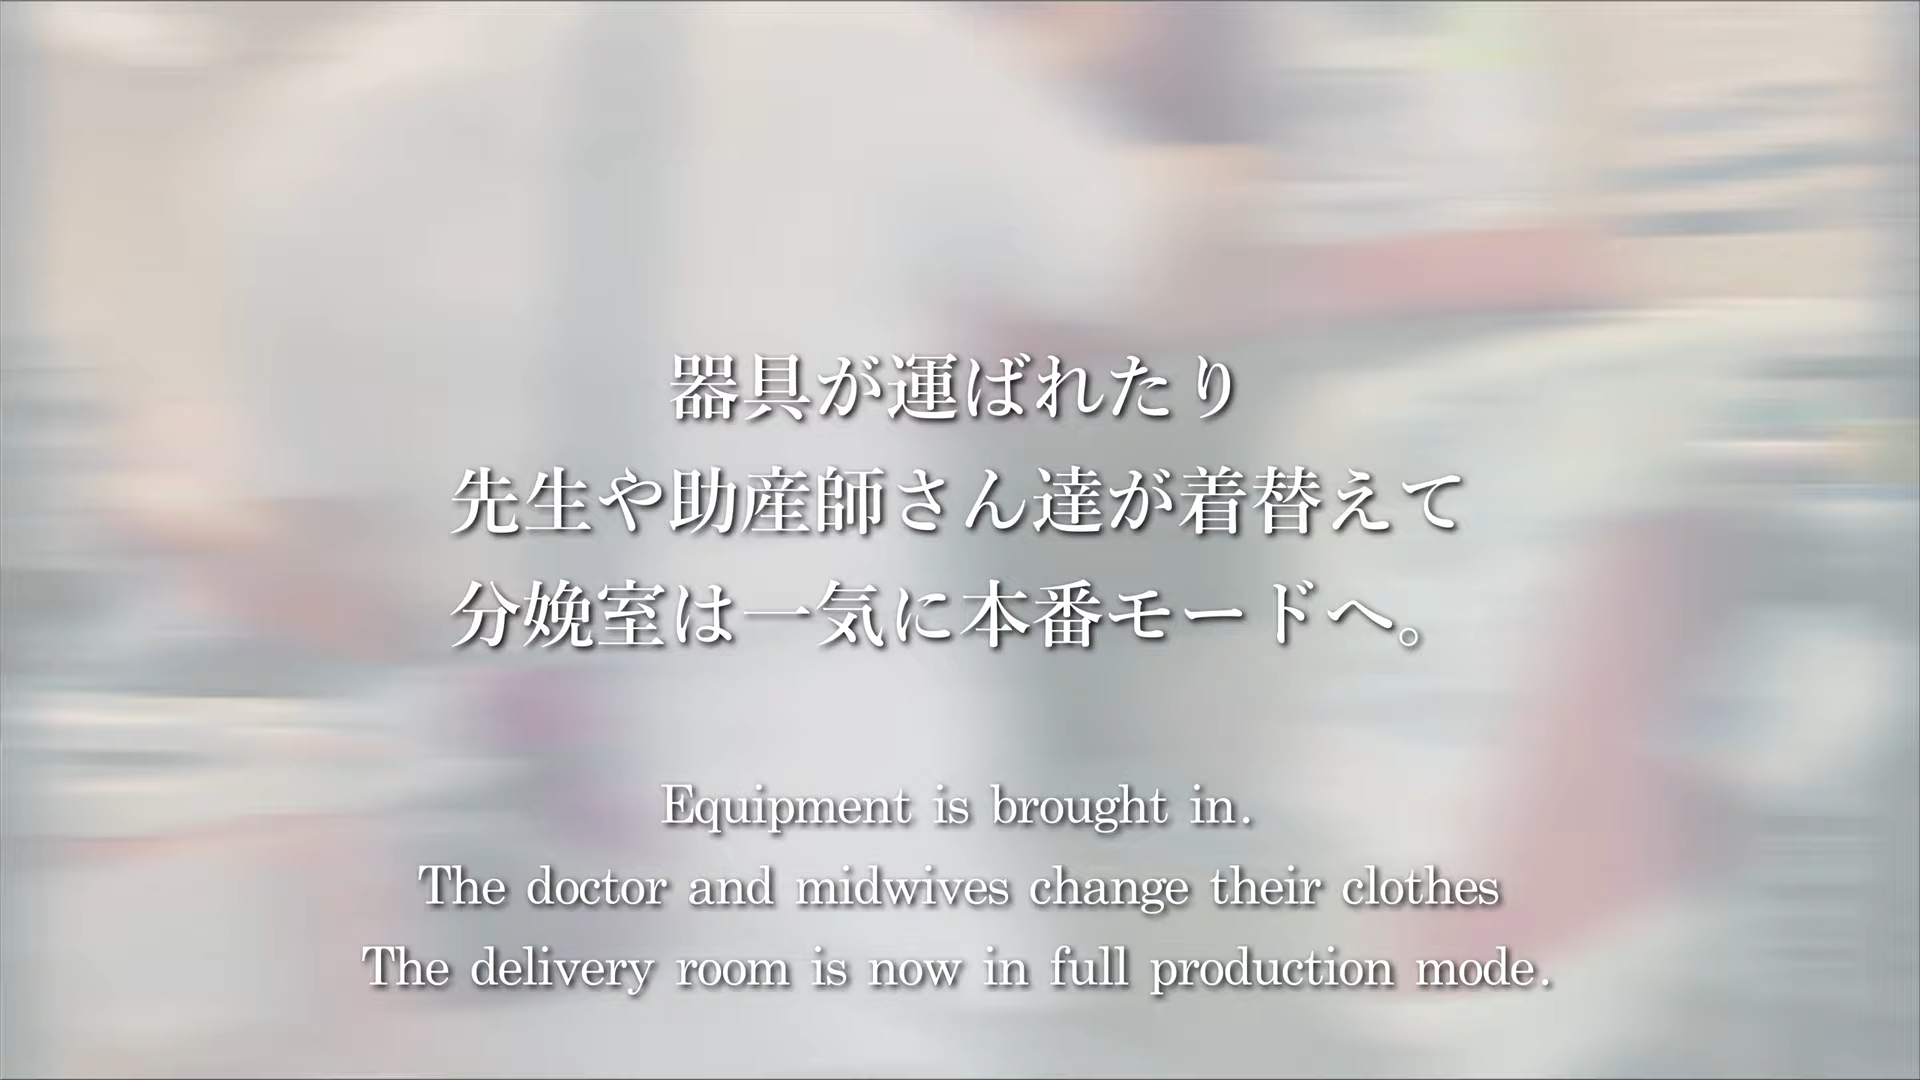 器具が運ばれたり
先生や助産師さん達が着替えて
分娩室は一気に本番モードへ。
Equipment is brought in.
The doctor and midwives change their clothes
The delivery room is now in full production mode.